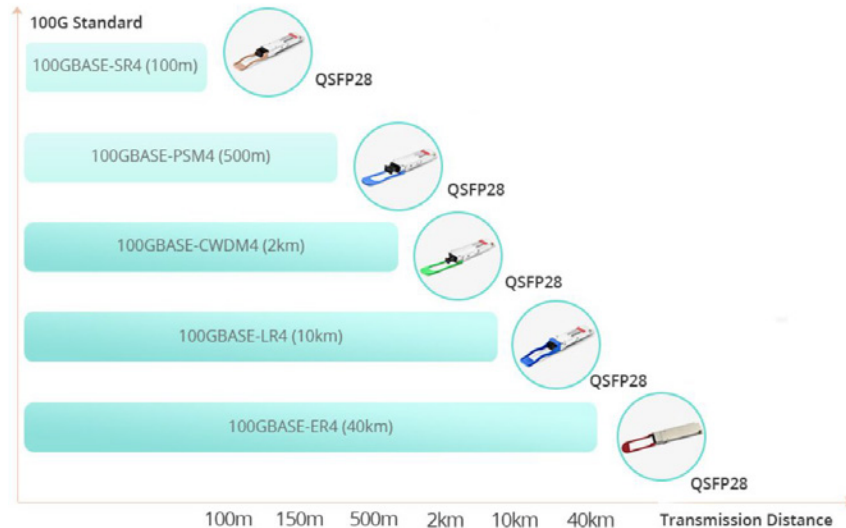 100G Standard
100GBASE-SR4 (100m)
QSFP28
100GBASE-PSM4 (500m)
QSFP28
100GBASE-CWDM4 (2km)
QSFP28
100GBASE-LR4 (10km)
QSFP28
100GBASE-ER4 (40km)
QSFP28
100m 150m 500m 2km 10km 40km Transmission Distance